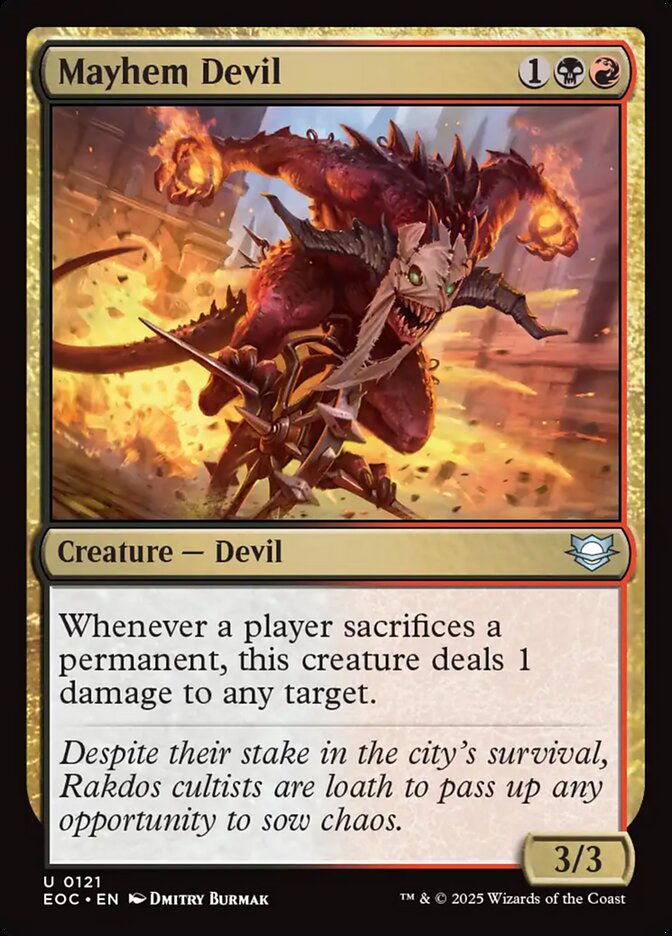 Mayhem Devil 1
Creature — Devil
Whenever a player sacrifices a
permanent, this creature deals 1
damage to any target.
Despite their stake in the city's survival,
Rakdos cultists are loath to pass up any
opportunity to sow chaos.
3/3
U 0121
EOC • EN Dmitry Burmak ™ & © 2025 Wizards of the Coast